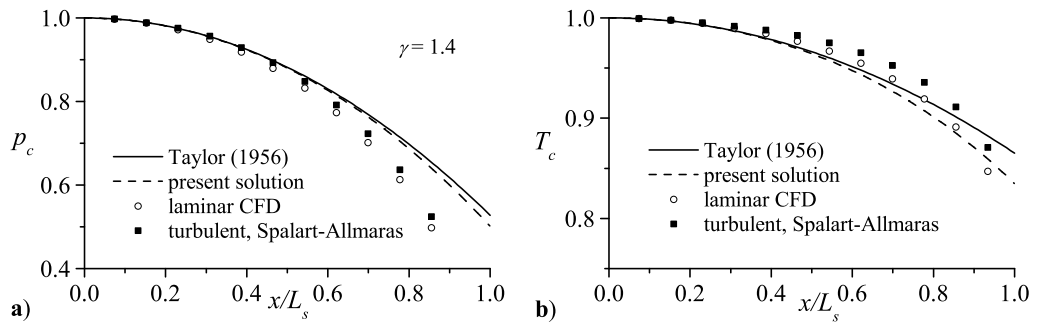 1.0
0.8
0.6
0.4
p_c
γ = 1.4
Taylor (1956)
present solution
laminar CFD
turbulent, Spalart-Allmaras
0.0 0.2 0.4 0.6 0.8 1.0
x/L_s
a)
1.0
0.9
0.8
T_c
Taylor (1956)
present solution
laminar CFD
turbulent, Spalart-Allmaras
0.0 0.2 0.4 0.6 0.8 1.0
x/L_s
b)